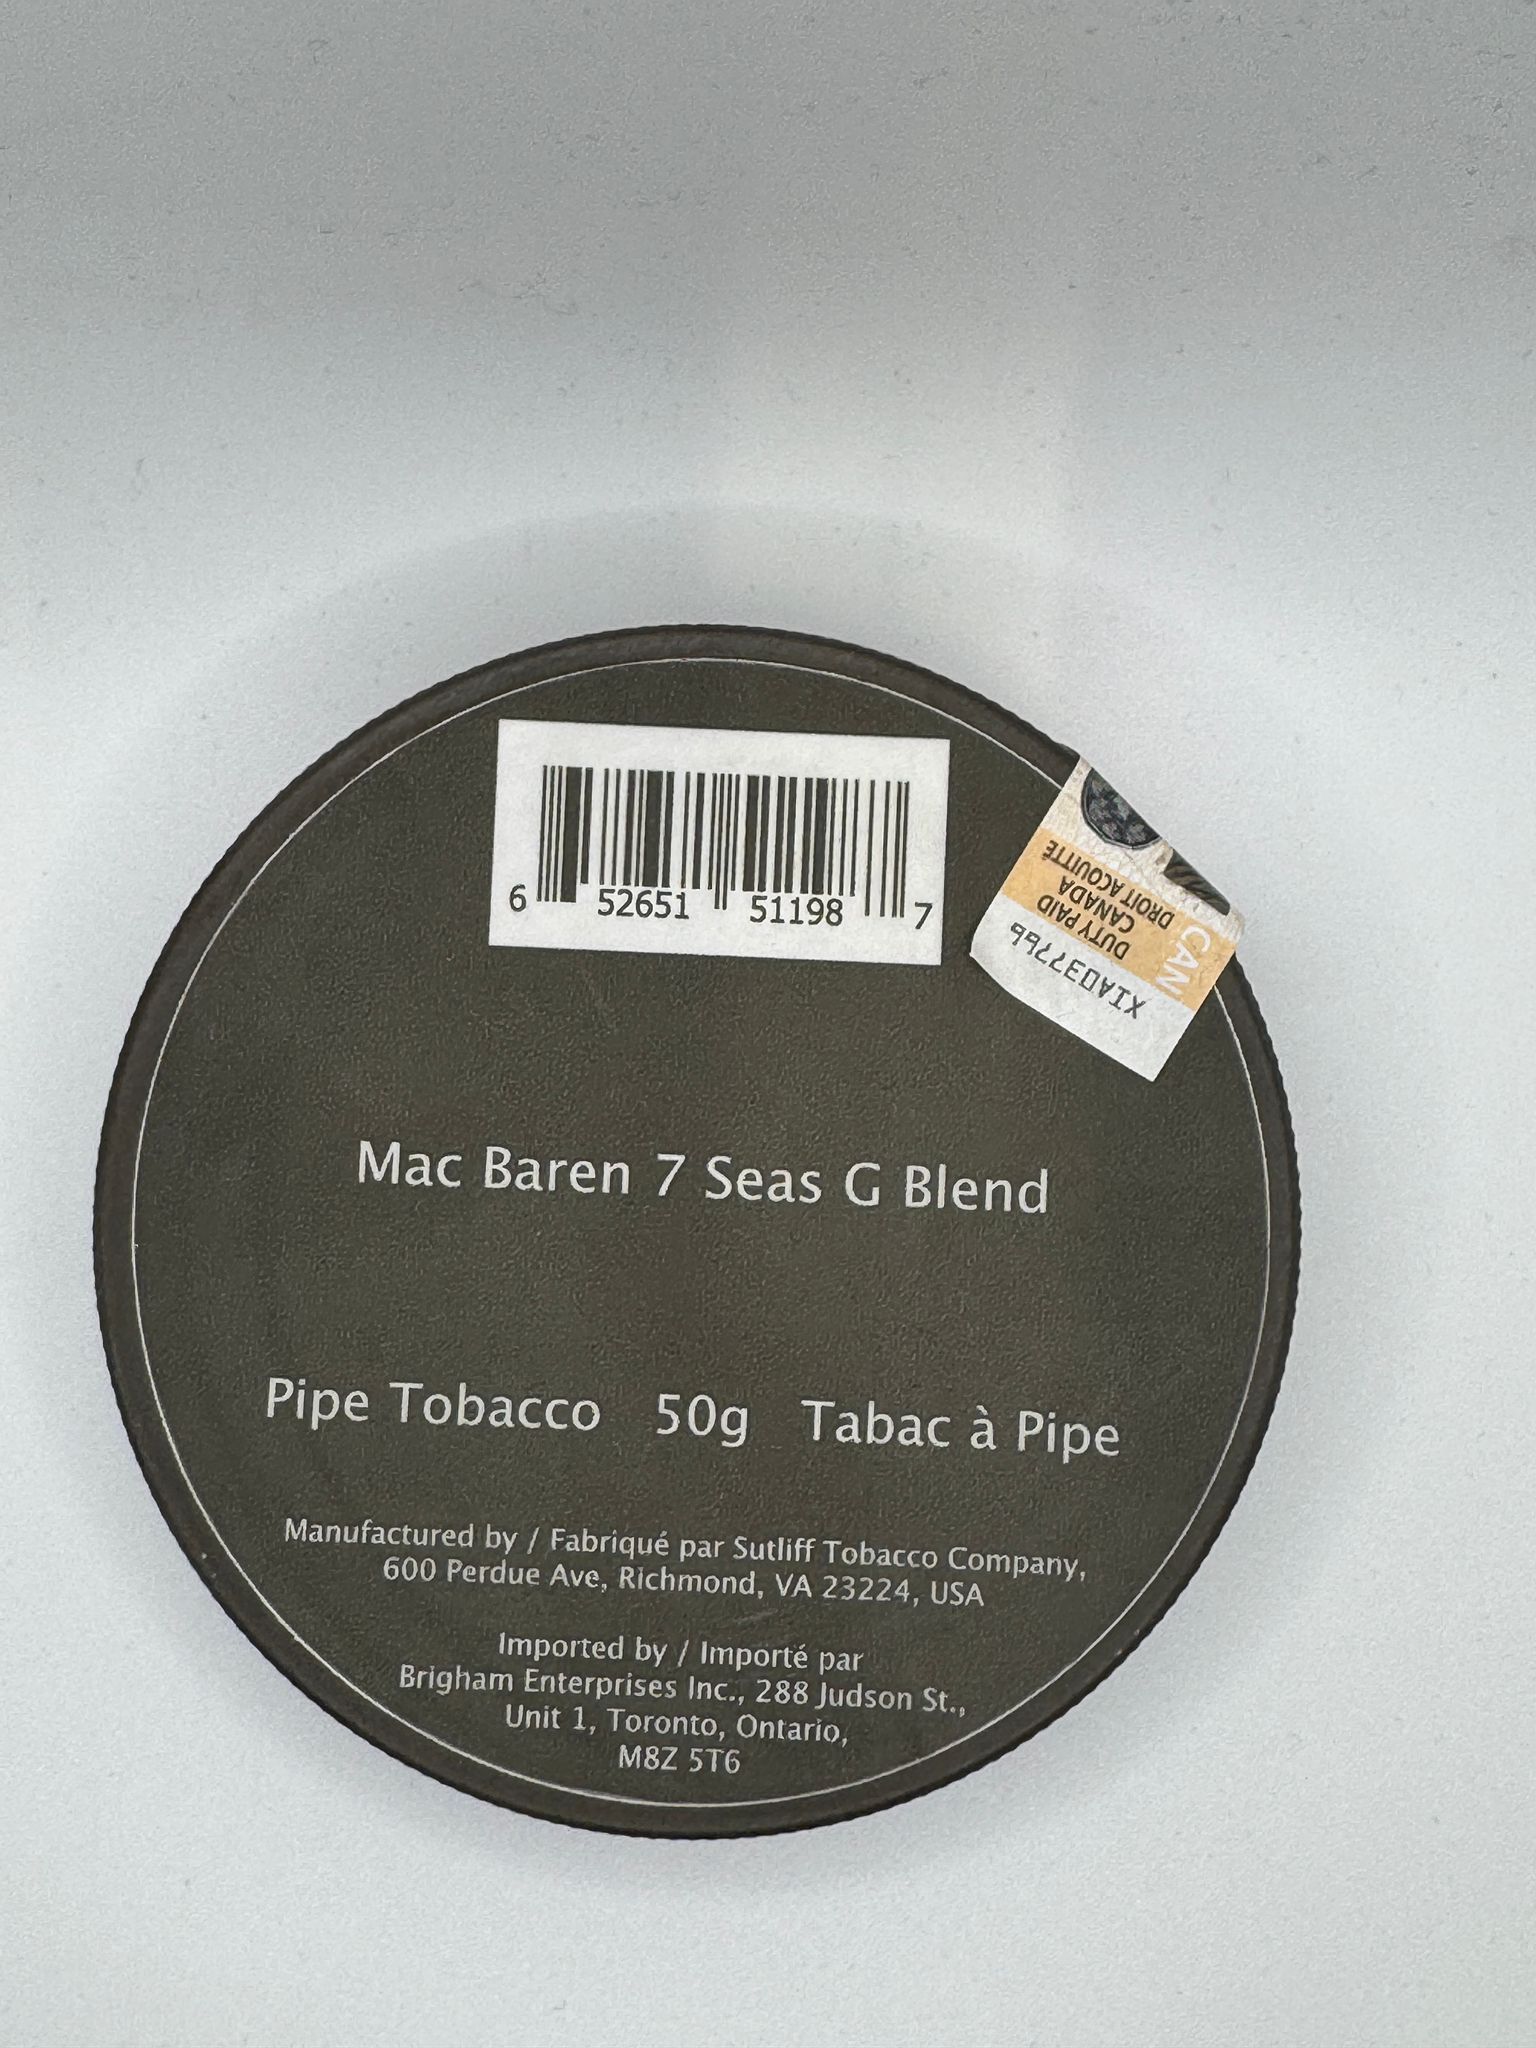 6 52651 51198 7
CAN
DUTY PAID
CANADA
DROIT ACQUITTÉ
Mac Baren 7 Seas G Blend
Pipe Tobacco 50g Tabac à Pipe
Manufactured by / Fabriqué par Sutliff Tobacco Company,
600 Perdue Ave, Richmond, VA 23224, USA
Imported by / Importé par
Brigham Enterprises Inc., 288 Judson St.,
Unit 1, Toronto, Ontario,
M8Z 5T6